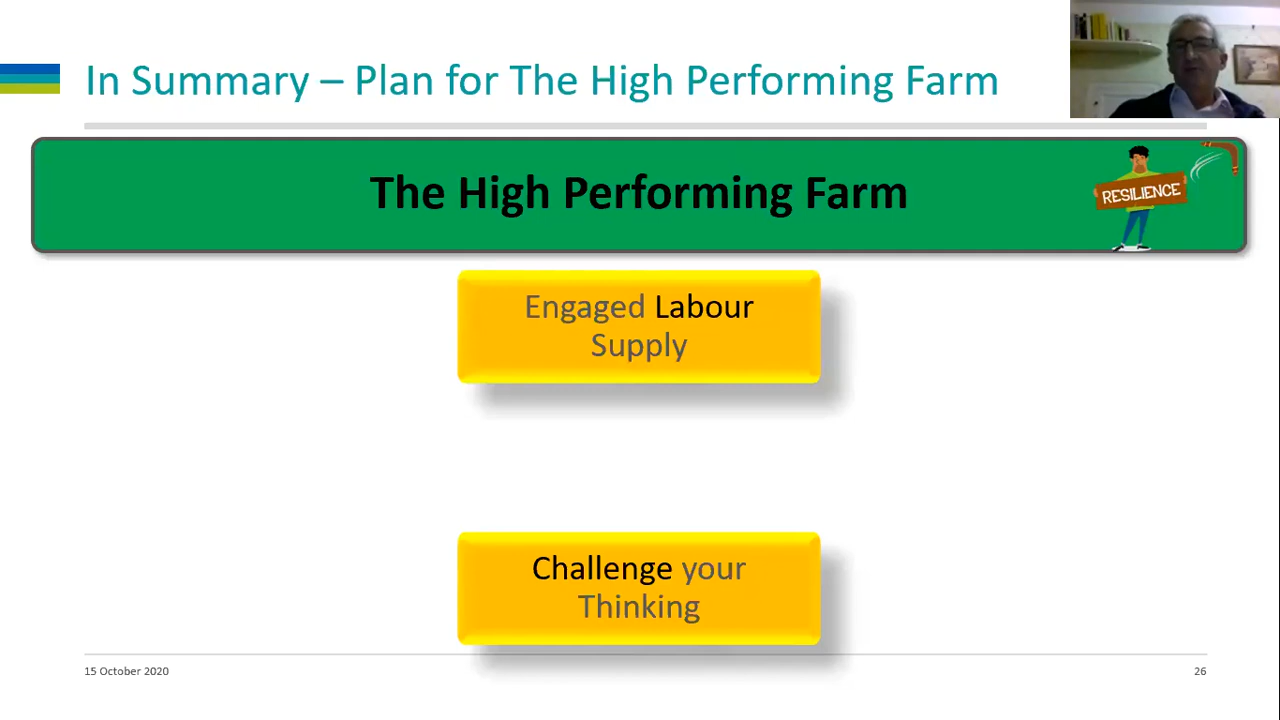 In Summary – Plan for The High Performing Farm
The High Performing Farm
RESILIENCE
Engaged Labour
Supply
Challenge your
Thinking
15 October 2020
26